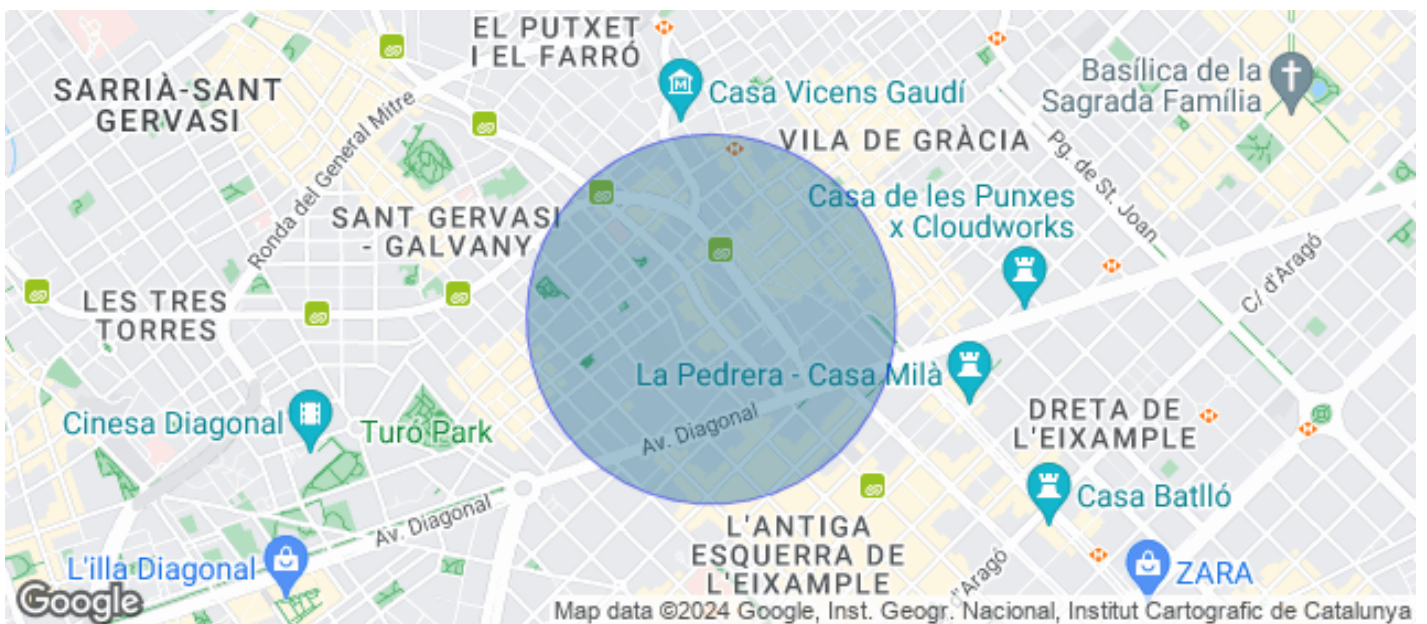 EL PUTXET
I EL FARRÓ
SARRIÀ-SANT
GERVASI
Casa Vicens Gaudí
Basílica de la
Sagrada Família
VILA DE GRÀCIA
Ronda del General Mitre
Pg. de St. Joan
Casa de les Punxes
x Cloudworks
SANT GERVASI
- GALVANY
LES TRES
TORRES
C/ d'Aragó
La Pedrera - Casa Milà
Cinesa Diagonal
Turó Park
Av. Diagonal
DRETA DE
L'EIXAMPLE
Casa Batlló
Av. Diagonal
L'ANTIGA
ESQUERRA DE
L'EIXAMPLE
L'illa Diagonal
d'Aragó
ZARA
Google
Map data ©2024 Google, Inst. Geogr. Nacional, Institut Cartografic de Catalunya